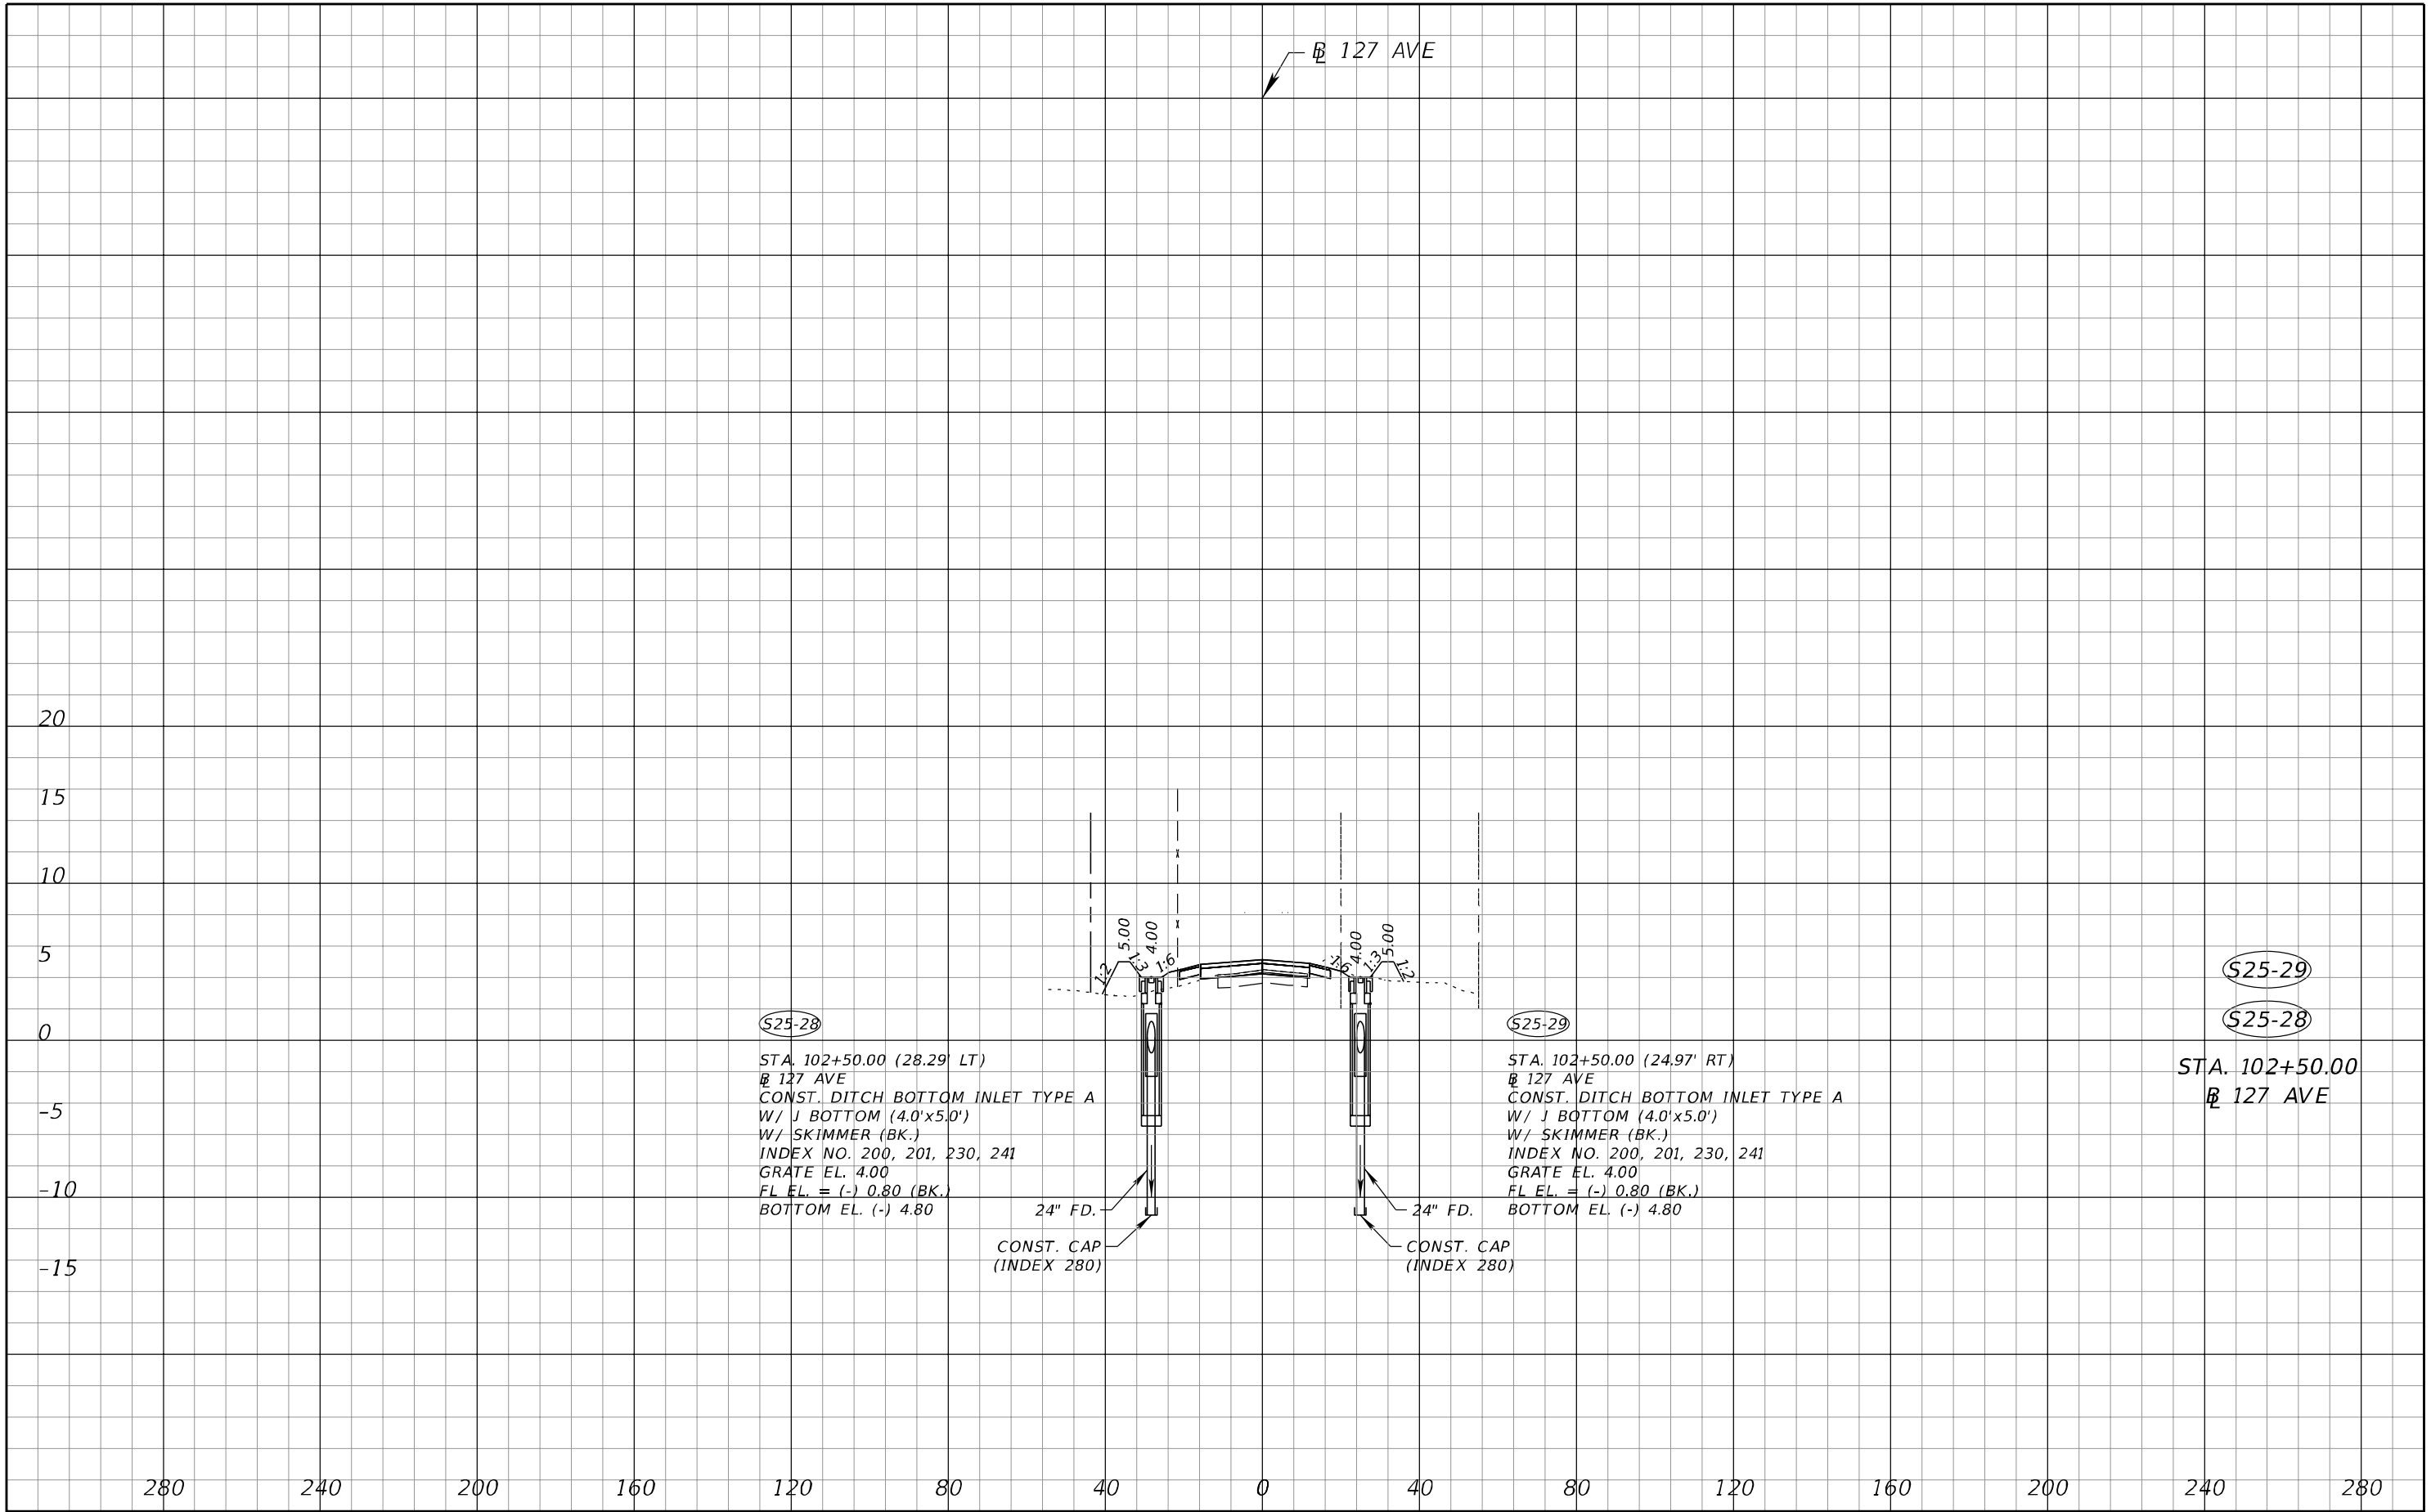 ℄ 127 AVE
20
15
10
5
0
-5
-10
-15
5.00
4.00
1:2
1:3
1:6
4.00
5.00
1:6
1:3
1:2
S25-28
STA. 102+50.00 (28.29' LT)
℄ 127 AVE
CONST. DITCH BOTTOM INLET TYPE A
W/ J BOTTOM (4.0'x5.0')
W/ SKIMMER (BK.)
INDEX NO. 200, 201, 230, 241
GRATE EL. 4.00
FL EL. = (-) 0.80 (BK.)
BOTTOM EL. (-) 4.80
24" FD.
CONST. CAP
(INDEX 280)
S25-29
STA. 102+50.00 (24.97' RT)
℄ 127 AVE
CONST. DITCH BOTTOM INLET TYPE A
W/ J BOTTOM (4.0'x5.0')
W/ SKIMMER (BK.)
INDEX NO. 200, 201, 230, 241
GRATE EL. 4.00
FL EL. = (-) 0.80 (BK.)
BOTTOM EL. (-) 4.80
24" FD.
CONST. CAP
(INDEX 280)
S25-29
S25-28
STA. 102+50.00
℄ 127 AVE
280 240 200 160 120 80 40 0 40 80 120 160 200 240 280